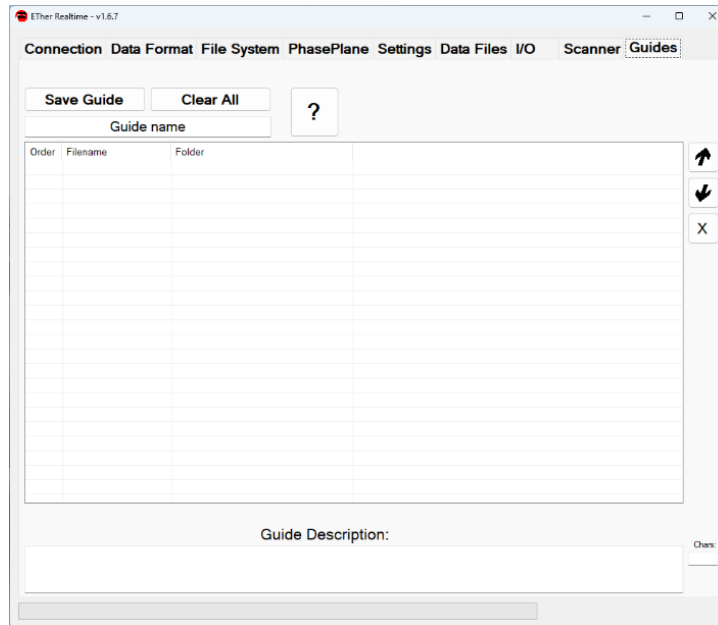 ETher Realtime - v1.6.7
Connection Data Format File System PhasePlane Settings Data Files I/O Scanner Guides
Save Guide Clear All ?
Guide name
Order Filename Folder
X
Guide Description:
Chars: